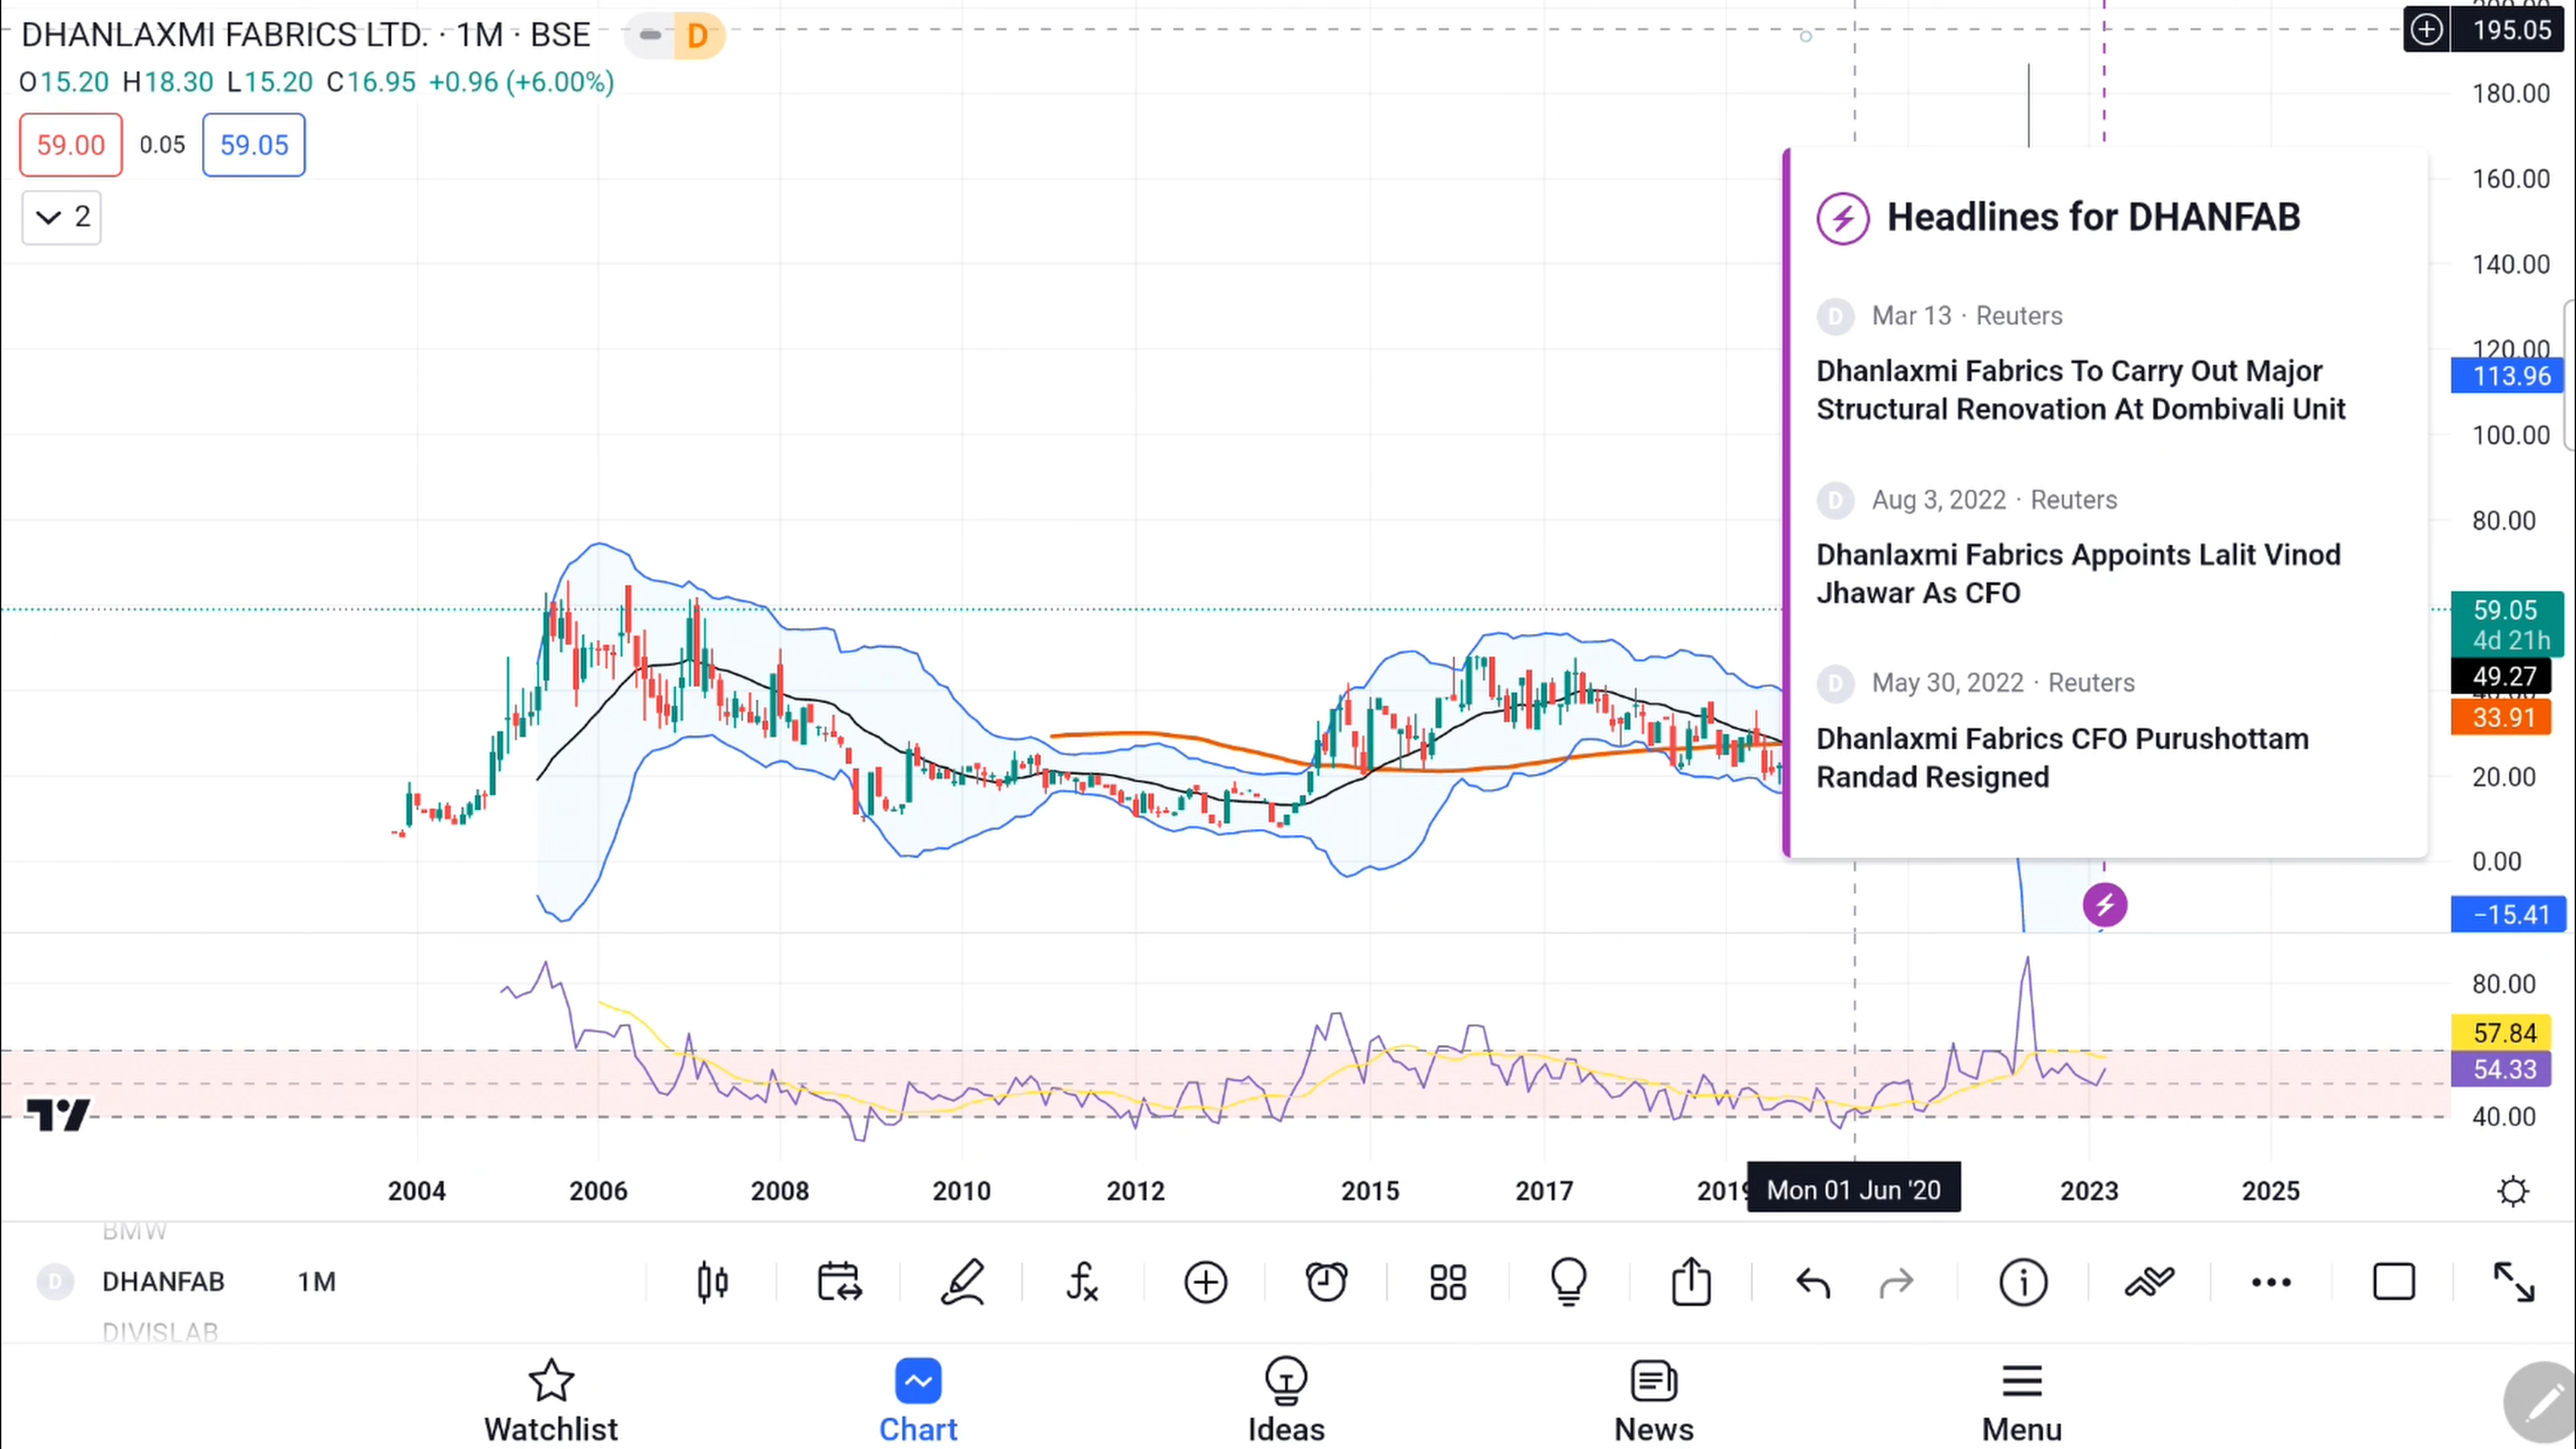 DHANLAXMI FABRICS LTD. · 1M · BSE
D
195.05
O15.20 H18.30 L15.20 C16.95 +0.96 (+6.00%)
59.00 0.05 59.05
2
180.00
160.00
140.00
120.00
113.96
100.00
80.00
59.05
4d 21h
49.27
33.91
20.00
0.00
−15.41
Headlines for DHANFAB
D Mar 13 · Reuters
Dhanlaxmi Fabrics To Carry Out Major
Structural Renovation At Dombivali Unit
D Aug 3, 2022 · Reuters
Dhanlaxmi Fabrics Appoints Lalit Vinod
Jhawar As CFO
D May 30, 2022 · Reuters
Dhanlaxmi Fabrics CFO Purushottam
Randad Resigned
80.00
57.84
54.33
40.00
2004 2006 2008 2010 2012 2015 2017 2019 Mon 01 Jun '20 2023 2025
BMW
D DHANFAB 1M
DIVISLAB
Watchlist Chart Ideas News Menu